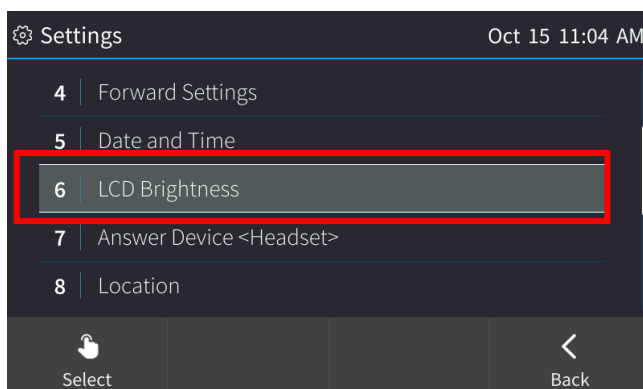 Settings Oct 15 11:04 AM
4 Forward Settings
5 Date and Time
6 LCD Brightness
7 Answer Device <Headset>
8 Location
Select Back